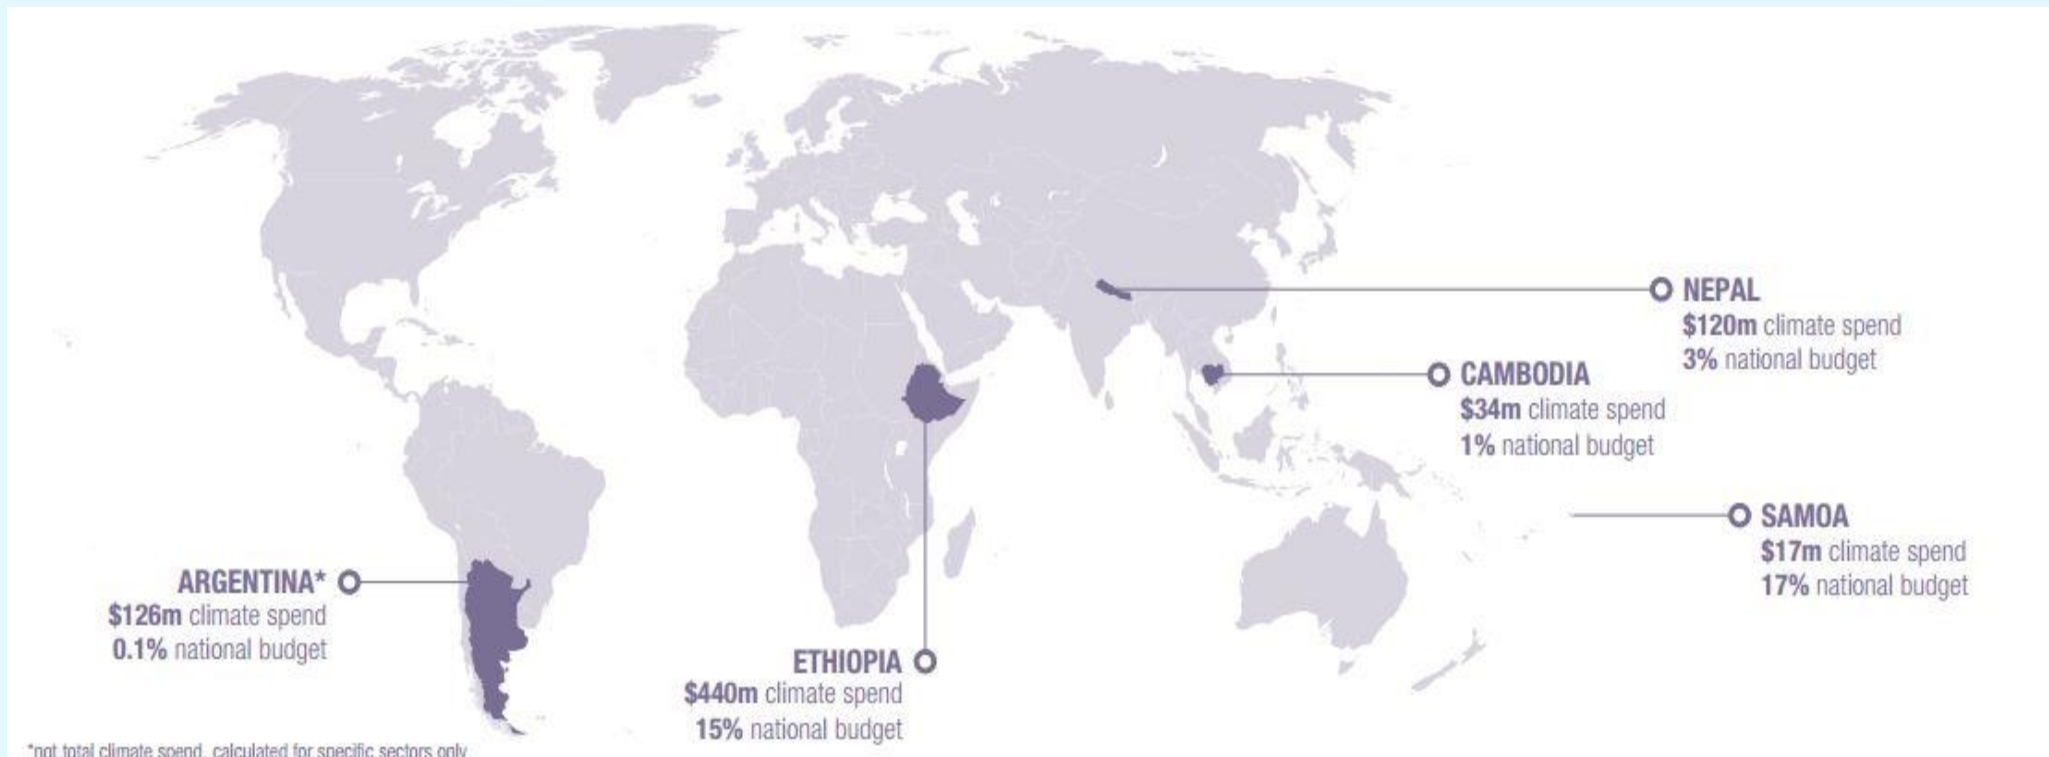 NEPAL
$120m climate spend
3% national budget
CAMBODIA
$34m climate spend
1% national budget
SAMOA
$17m climate spend
17% national budget
ARGENTINA*
$126m climate spend
0.1% national budget
ETHIOPIA
$440m climate spend
15% national budget
*not total climate spend, calculated for specific sectors only